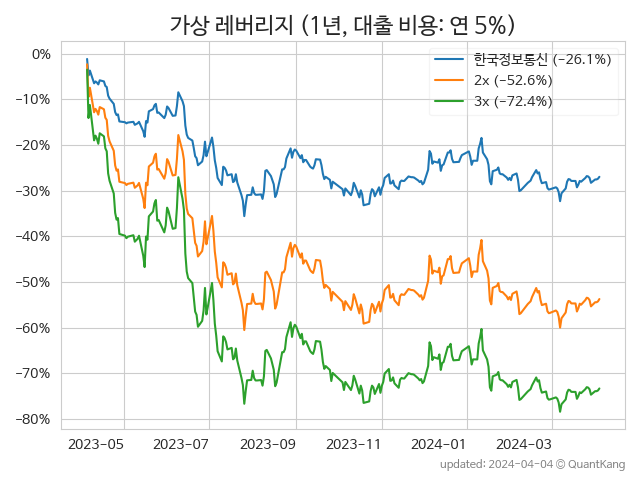 가상 레버리지 (1년, 대출 비용: 연 5%)
한국정보통신 (−26.1%)
2x (−52.6%)
3x (−72.4%)
0%
−10%
−20%
−30%
−40%
−50%
−60%
−70%
−80%
2023-05 2023-07 2023-09 2023-11 2024-01 2024-03
updated: 2024-04-04 © QuantKang